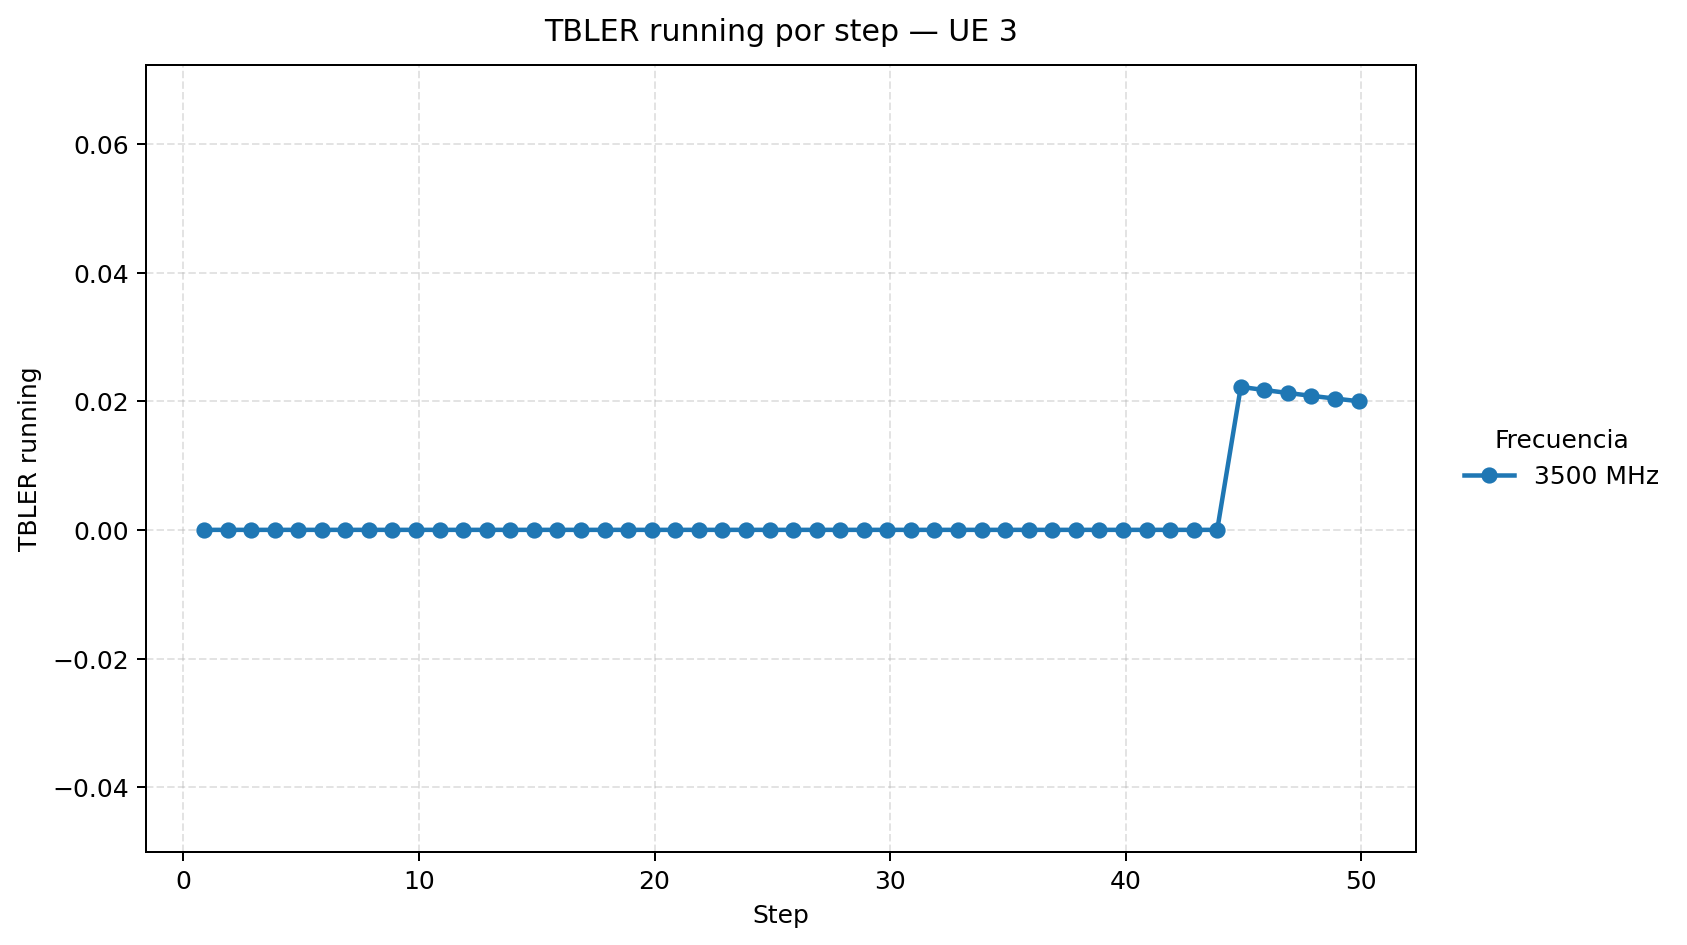 TBLER running por step — UE 3
TBLER running
0.06
0.04
0.02
0.00
−0.02
−0.04
0 10 20 30 40 50
Step
Frecuencia
3500 MHz